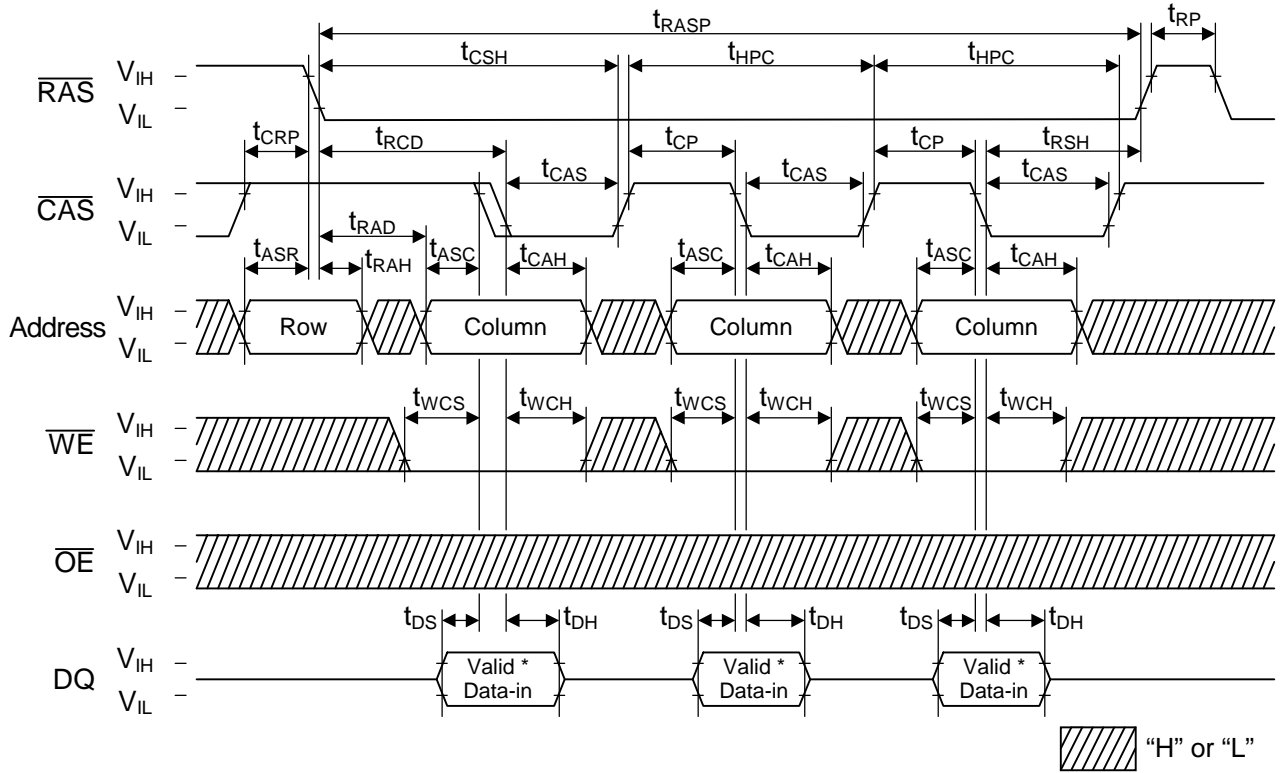 tRASP tRP
tCSH tHPC tHPC
RAS VIH
VIL
tCRP tRCD tCP tCP tRSH
tCAS tCAS tCAS
CAS VIH
VIL
tRAD
tASR tRAH tASC tCAH tASC tCAH tASC tCAH
Address VIH
VIL
Row Column Column Column
tWCS tWCH tWCS tWCH tWCS tWCH
WE VIH
VIL
OE VIH
VIL
tDS tDH tDS tDH tDS tDH
DQ VIH
VIL
Valid * Valid * Valid *
Data-in Data-in Data-in
“H” or “L”